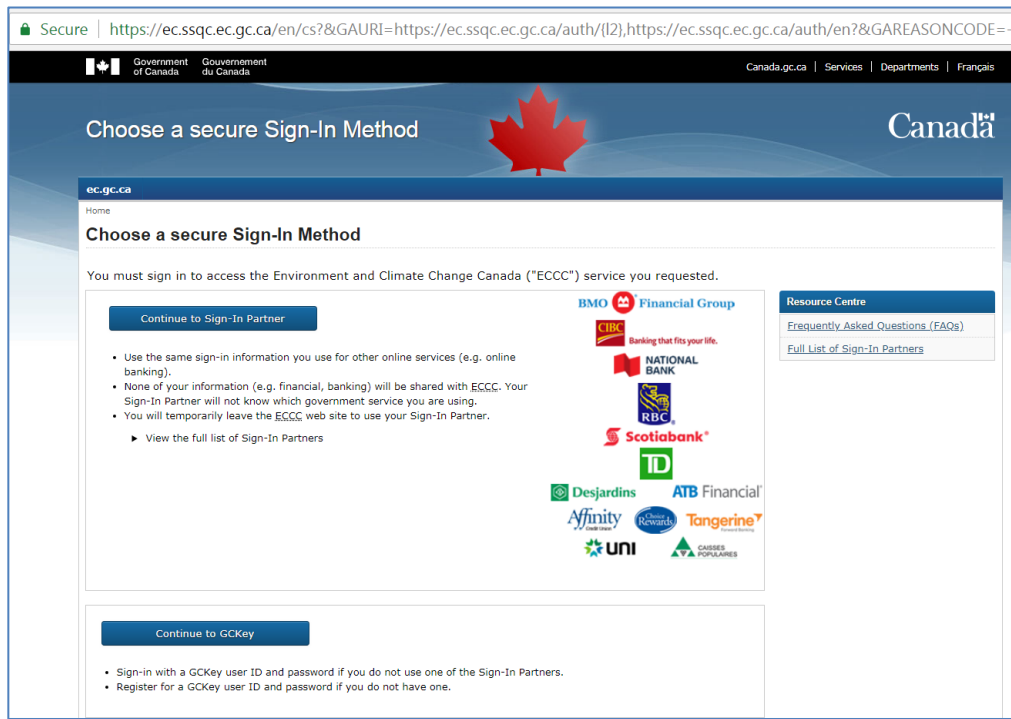 Secure | https://ec.ssqc.ec.gc.ca/en/cs?&GAURI=https://ec.ssqc.ec.gc.ca/auth/{l2},https://ec.ssqc.ec.gc.ca/auth/en?&GAREASONCODE=-
Government of Canada
Gouvernement du Canada
Canada.gc.ca | Services | Departments | Français
Choose a secure Sign-In Method
Canada
ec.gc.ca
Home
Choose a secure Sign-In Method
You must sign in to access the Environment and Climate Change Canada ("ECCC") service you requested.
Continue to Sign-In Partner
• Use the same sign-in information you use for other online services (e.g. online
banking).
• None of your information (e.g. financial, banking) will be shared with ECCC. Your
Sign-In Partner will not know which government service you are using.
• You will temporarily leave the ECCC web site to use your Sign-In Partner.
► View the full list of Sign-In Partners
BMO Financial Group
CIBC
Banking that fits your life.
NATIONAL
BANK
RBC
Scotiabank
TD
Desjardins
ATB Financial
Affinity
Credit Union
Choice
Rewards
Tangerine
Forward Banking
UNI
CAISSES
POPULAIRES
Resource Centre
Frequently Asked Questions (FAQs)
Full List of Sign-In Partners
Continue to GCKey
• Sign-in with a GCKey user ID and password if you do not use one of the Sign-In Partners.
• Register for a GCKey user ID and password if you do not have one.